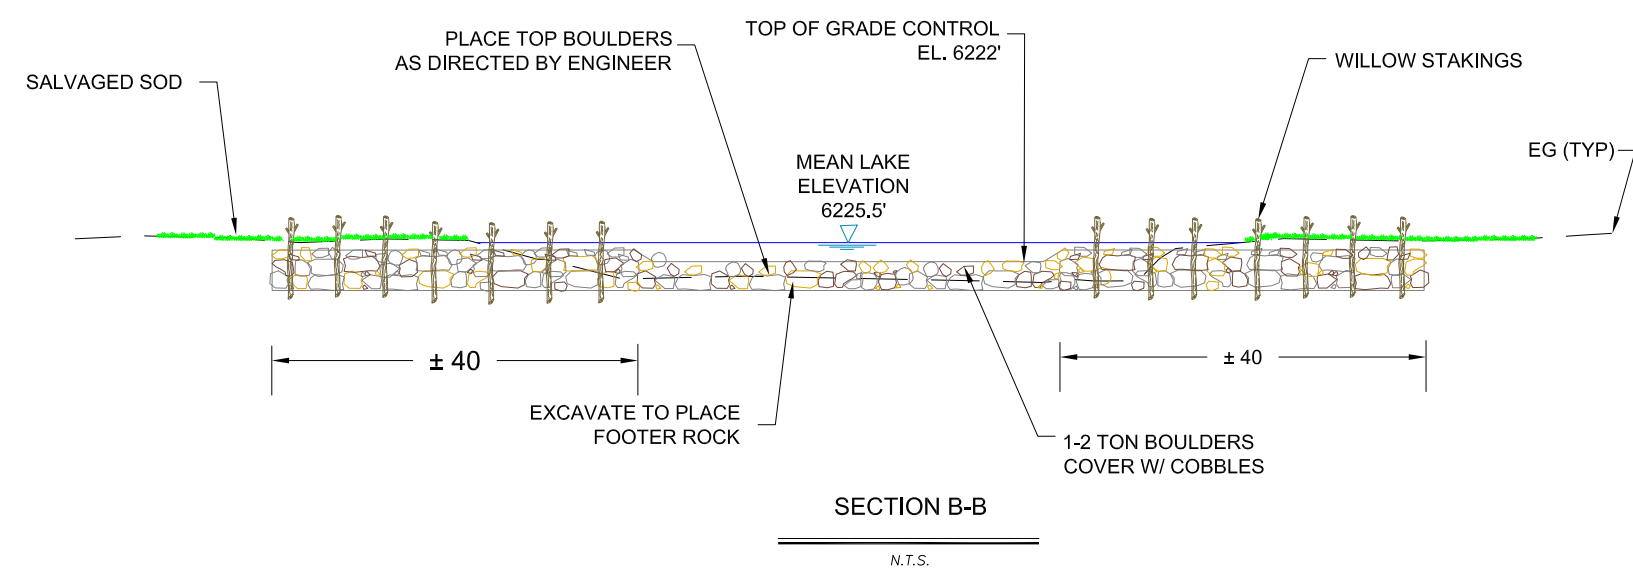 SALVAGED SOD
PLACE TOP BOULDERS
AS DIRECTED BY ENGINEER
TOP OF GRADE CONTROL
EL. 6222'
WILLOW STAKINGS
EG (TYP)
MEAN LAKE
ELEVATION
6225.5'
± 40
± 40
EXCAVATE TO PLACE
FOOTER ROCK
1-2 TON BOULDERS
COVER W/ COBBLES
SECTION B-B
N.T.S.